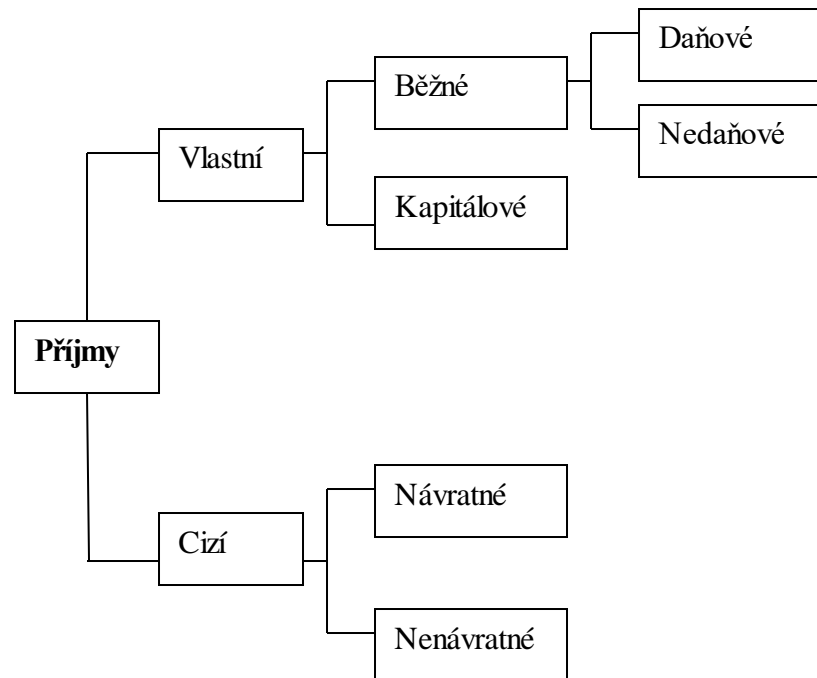 Daňové
Běžné
Nedaňové
Vlastní
Kapitálové
Příjmy
Návratné
Cizí
Nenávratné